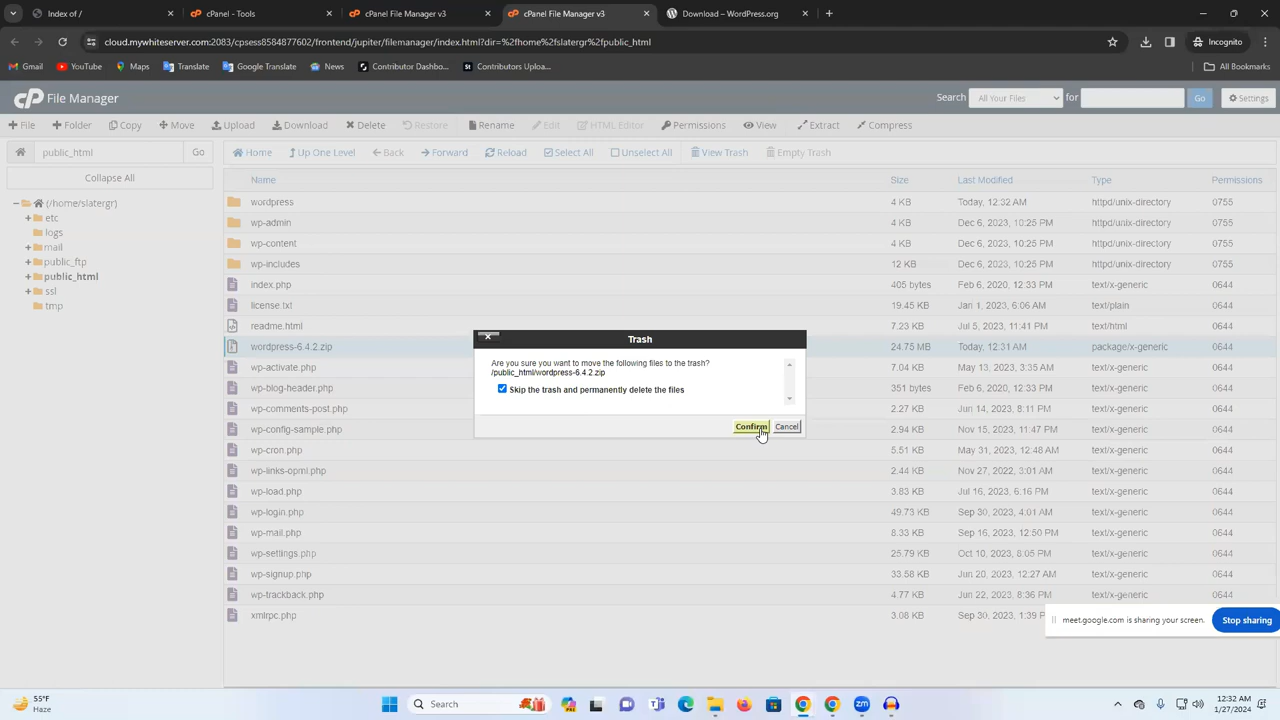 Index of /
cPanel - Tools
cPanel File Manager v3
cPanel File Manager v3
Download – WordPress.org
cloud.mywhiteserver.com:2083/cpsess8584877602/frontend/jupiter/filemanager/index.html?dir=%2fhome%2fslatergr%2fpublic_html
Incognito
Gmail YouTube Maps Translate Google Translate News Contributor Dashbo... Contributors Uploa... All Bookmarks
cP File Manager
Search All Your Files for Go Settings
File Folder Copy Move Upload Download Delete Restore Rename Edit HTML Editor Permissions View Extract Compress
public_html Go Home Up One Level Back Forward Reload Select All Unselect All View Trash Empty Trash
Collapse All
(/home/slatergr)
etc
logs
mail
public_ftp
public_html
ssl
tmp
Name Size Last Modified Type Permissions
wordpress 4 KB Today, 12:32 AM httpd/unix-directory 0755
wp-admin 4 KB Dec 6, 2023, 10:25 PM httpd/unix-directory 0755
wp-content 4 KB Dec 6, 2023, 10:25 PM httpd/unix-directory 0755
wp-includes 12 KB Dec 6, 2023, 10:25 PM httpd/unix-directory 0755
index.php 405 bytes Feb 6, 2020, 12:33 PM text/x-generic 0644
license.txt 19.45 KB Jan 1, 2023, 6:06 AM text/plain 0644
readme.html 7.23 KB Jul 5, 2023, 11:41 PM text/html 0644
wordpress-6.4.2.zip 24.75 MB Today, 12:31 AM package/x-generic 0644
wp-activate.php 7.04 KB May 13, 2023, 3:35 AM text/x-generic 0644
wp-blog-header.php 351 bytes Feb 6, 2020, 12:33 PM text/x-generic 0644
wp-comments-post.php 2.27 KB Jun 14, 2023, 8:11 PM text/x-generic 0644
wp-config-sample.php 2.94 KB Nov 15, 2023, 11:47 PM text/x-generic 0644
wp-cron.php 5.51 KB May 31, 2023, 12:48 AM text/x-generic 0644
wp-links-opml.php 2.44 KB Nov 27, 2022, 3:01 AM text/x-generic 0644
wp-load.php 3.83 KB Jul 16, 2023, 6:16 PM text/x-generic 0644
wp-login.php 49.73 KB Sep 30, 2023, 4:01 AM text/x-generic 0644
wp-mail.php 8.33 KB Sep 16, 2023, 12:50 PM text/x-generic 0644
wp-settings.php 25.79 KB Oct 10, 2023, 8:05 PM text/x-generic 0644
wp-signup.php 33.58 KB Jun 20, 2023, 12:27 AM text/x-generic 0644
wp-trackback.php 4.77 KB Jun 22, 2023, 8:36 PM text/x-generic 0644
xmlrpc.php 3.08 KB Sep 30, 2023, 1:39 P
Trash
Are you sure you want to move the following files to the trash?
/public_html/wordpress-6.4.2.zip
Skip the trash and permanently delete the files
Confirm Cancel
meet.google.com is sharing your screen. Stop sharing
55°F
Haze
Search
zm
12:32 AM
1/27/2024